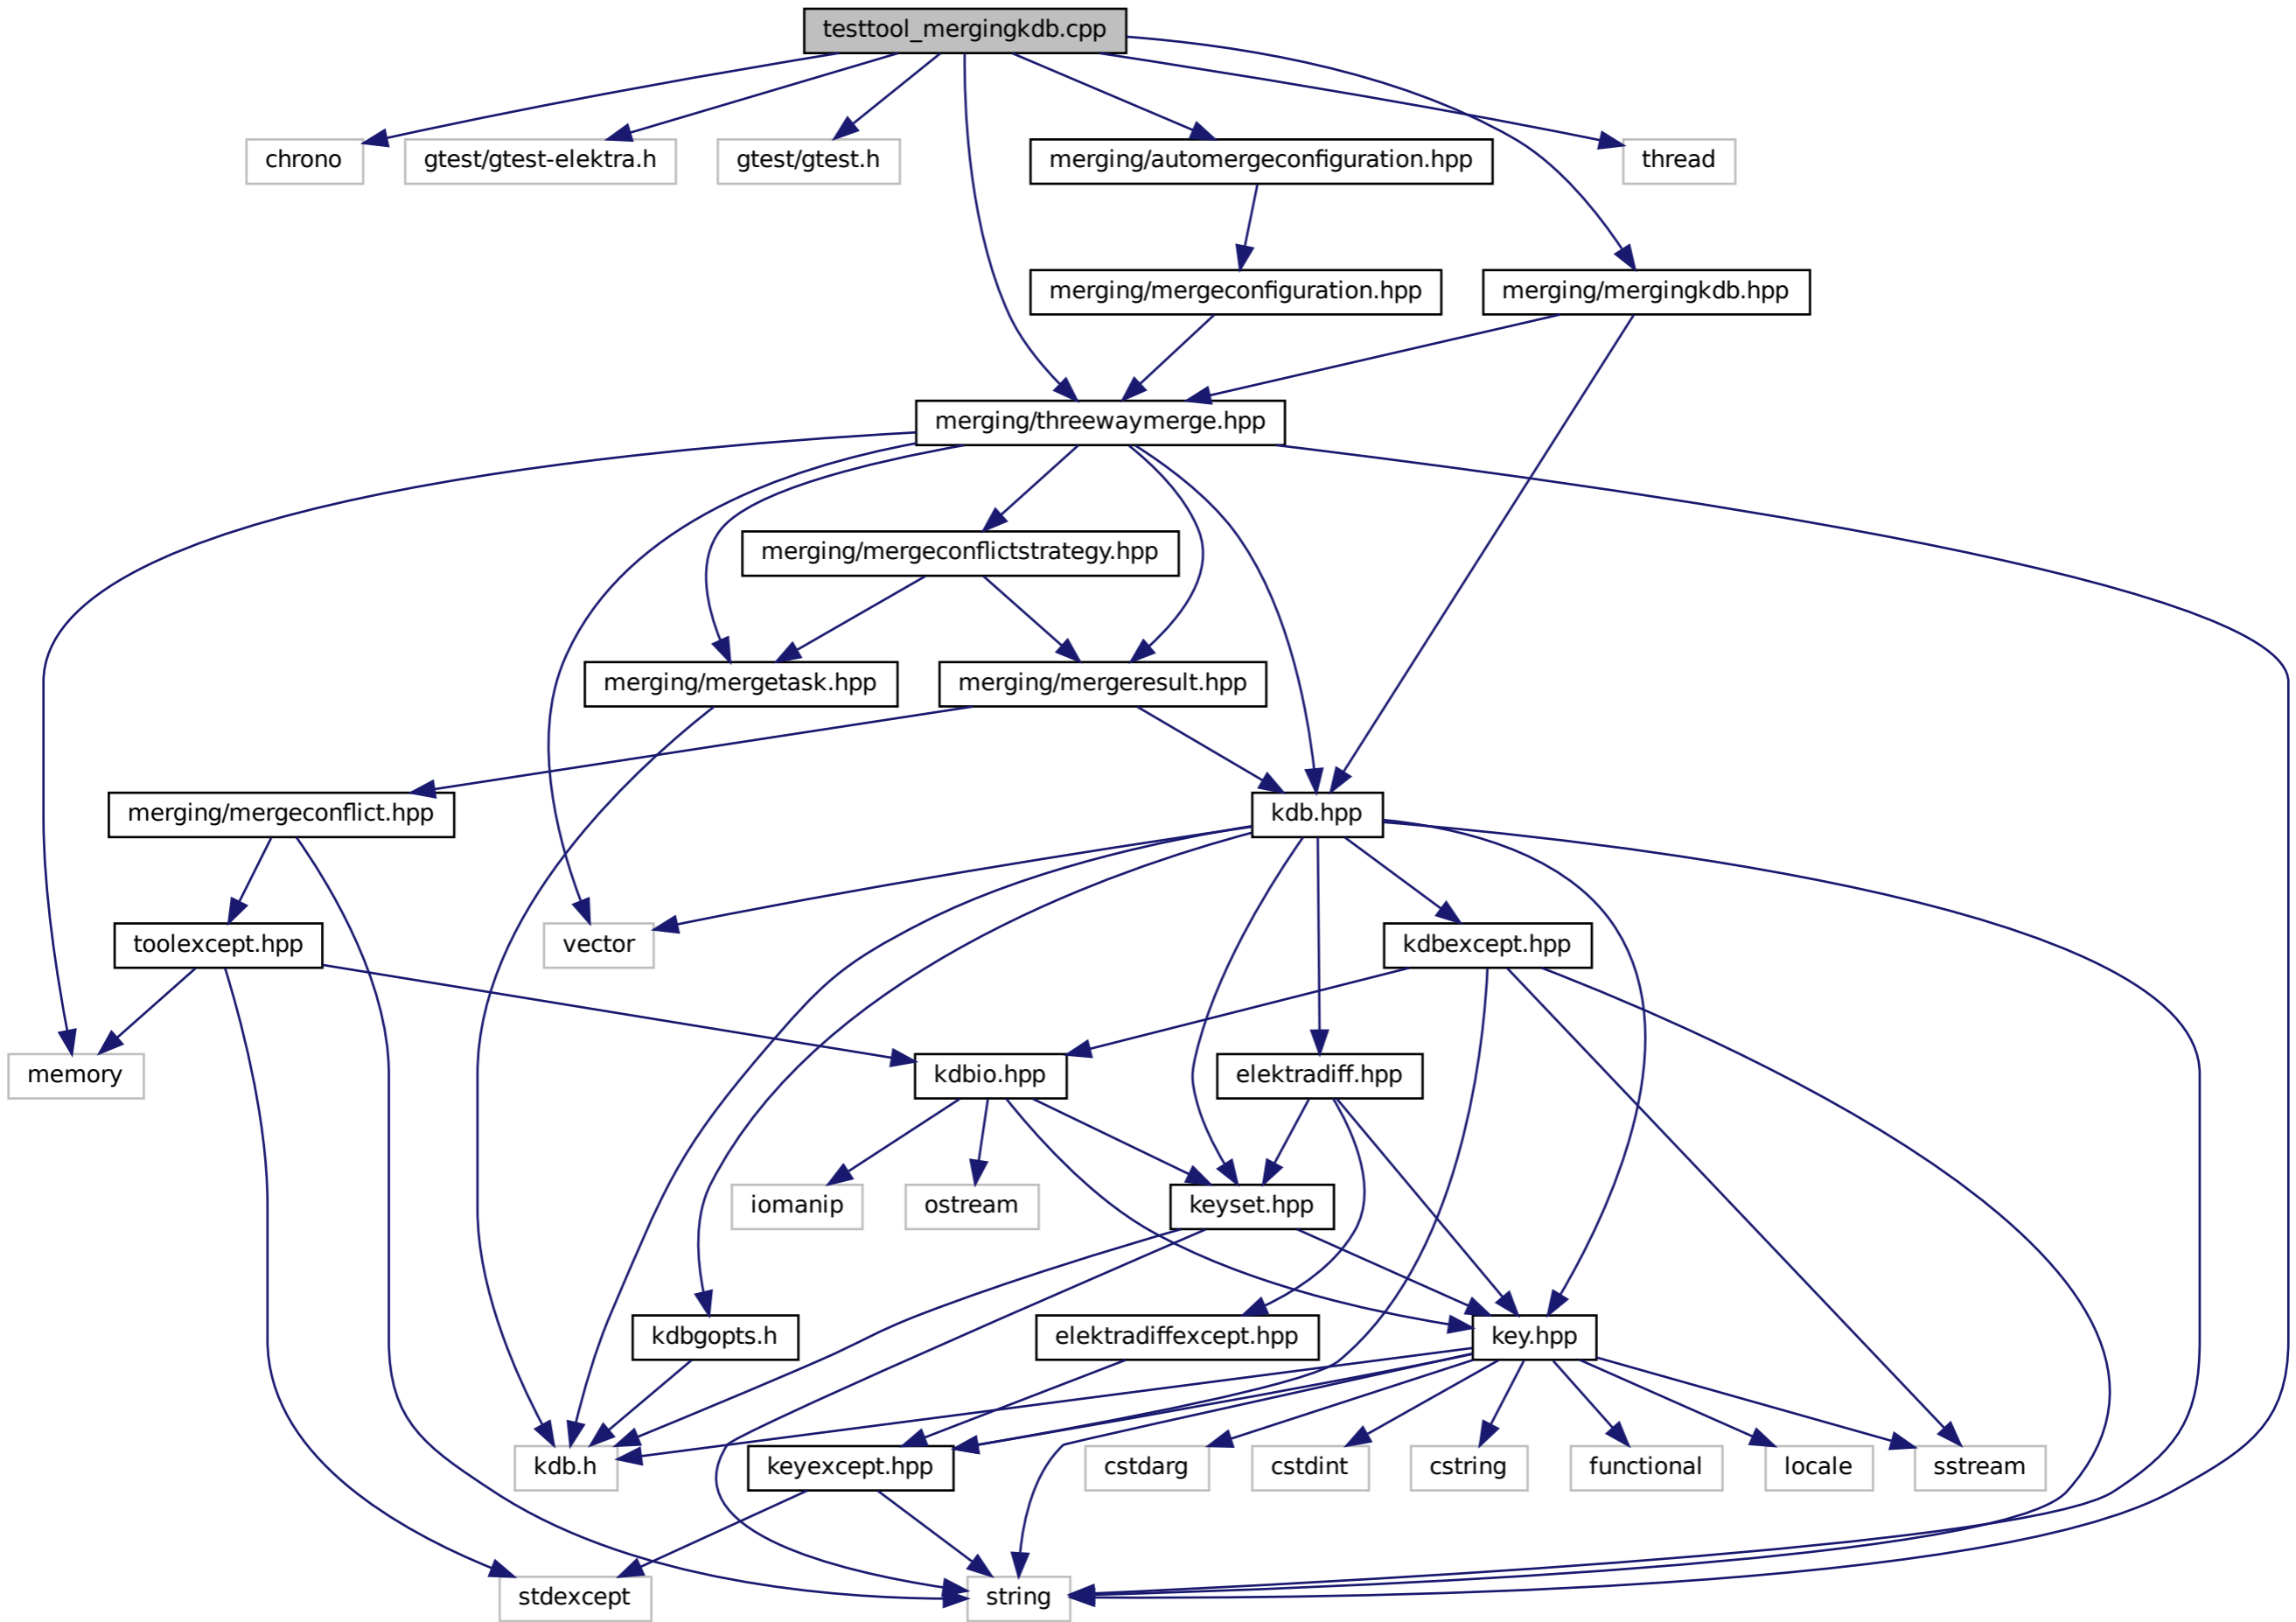 testtool_mergingkdb.cpp
chrono
gtest/gtest-elektra.h
gtest/gtest.h
merging/automergeconfiguration.hpp
thread
merging/mergeconfiguration.hpp
merging/mergingkdb.hpp
merging/threewaymerge.hpp
merging/mergeconflictstrategy.hpp
merging/mergetask.hpp
merging/mergeresult.hpp
merging/mergeconflict.hpp
kdb.hpp
toolexcept.hpp
vector
kdbexcept.hpp
memory
kdbio.hpp
elektradiff.hpp
iomanip
ostream
keyset.hpp
kdbgopts.h
elektradiffexcept.hpp
key.hpp
kdb.h
keyexcept.hpp
cstdarg
cstdint
cstring
functional
locale
sstream
stdexcept
string